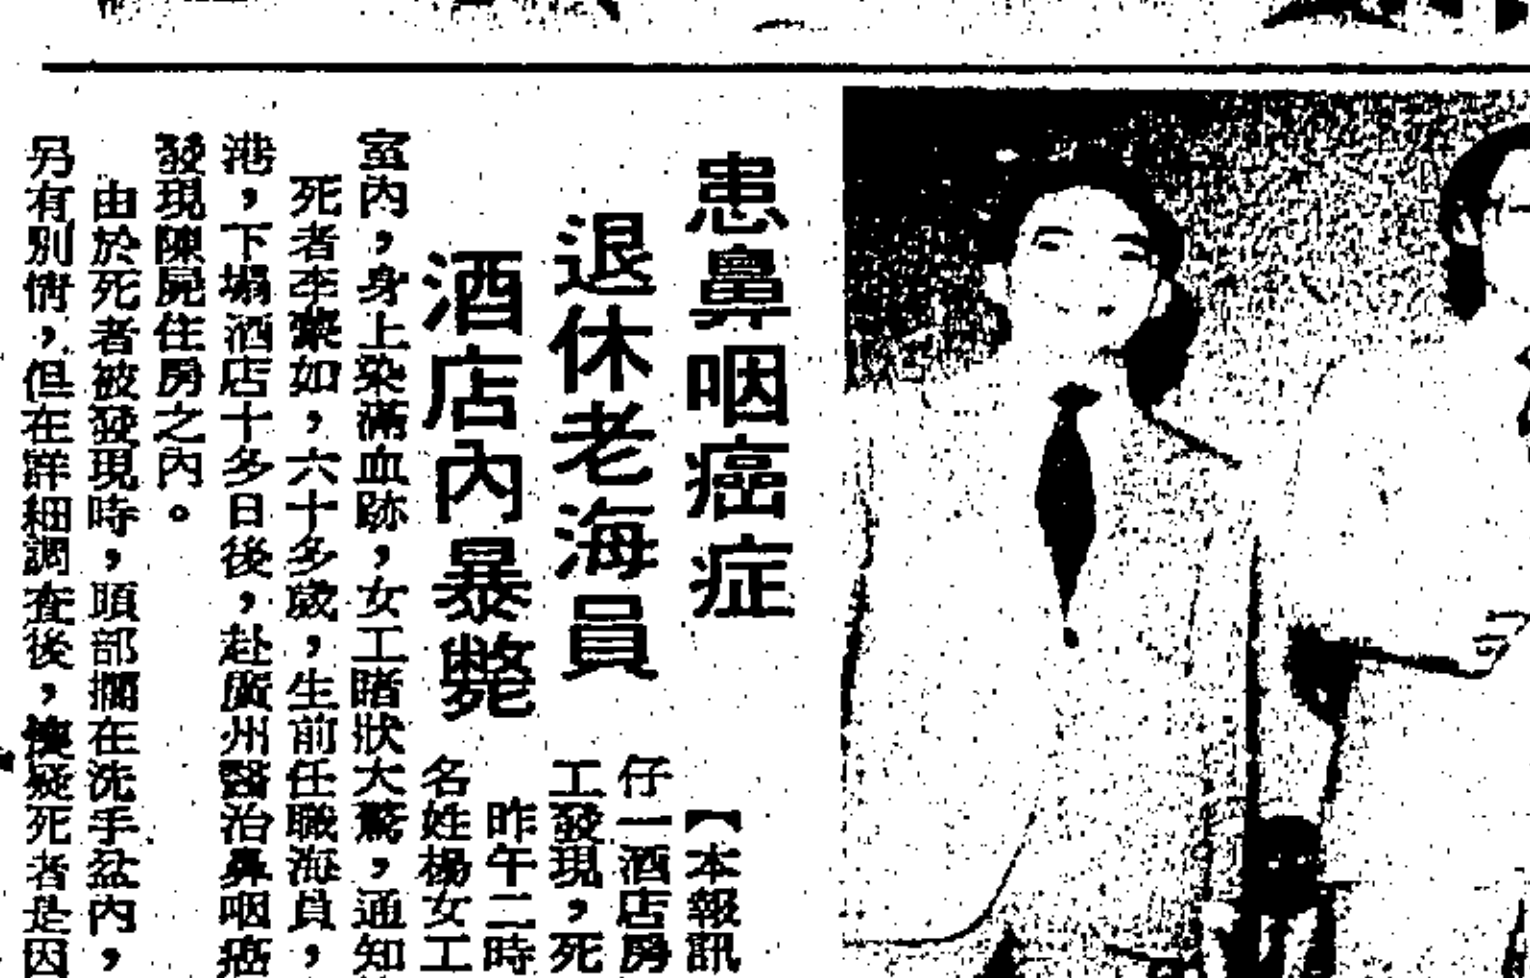 患鼻咽癌症
退休老海員
酒店內暴斃
【本報訊
仔一酒店房
工發現，死
昨午二時
名姓楊女工
室內，身上染滿血跡，女工睹狀大驚，通知
死者李棠如，六十多歲，生前任職海員，
港，下塌酒店十多日後，赴廣州醫治鼻咽癌
發現陳屍住房之內。
由於死者被發現時，頭部擱在洗手盆內，
另有別情，但在詳細調查後，懷疑死者是因